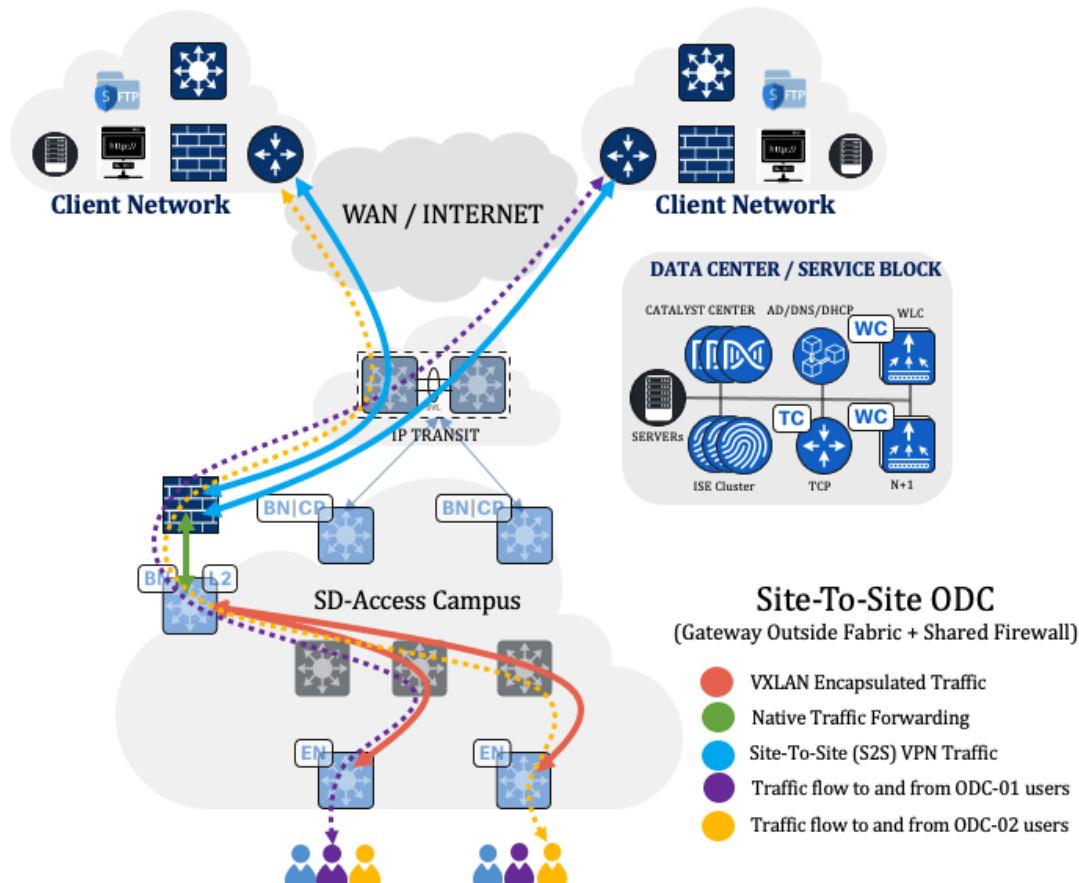 S FTP
http://
Client Network
WAN / INTERNET
S FTP
http://
Client Network
DATA CENTER / SERVICE BLOCK
CATALYST CENTER
AD/DNS/DHCP
WC
WLC
SERVERs
TC
WC
ISE Cluster
TCP
N+1
SVL
IP TRANSIT
BN|CP
BN|CP
BN
L2
SD-Access Campus
EN
EN
Site-To-Site ODC
(Gateway Outside Fabric + Shared Firewall)
VXLAN Encapsulated Traffic
Native Traffic Forwarding
Site-To-Site (S2S) VPN Traffic
Traffic flow to and from ODC-01 users
Traffic flow to and from ODC-02 users